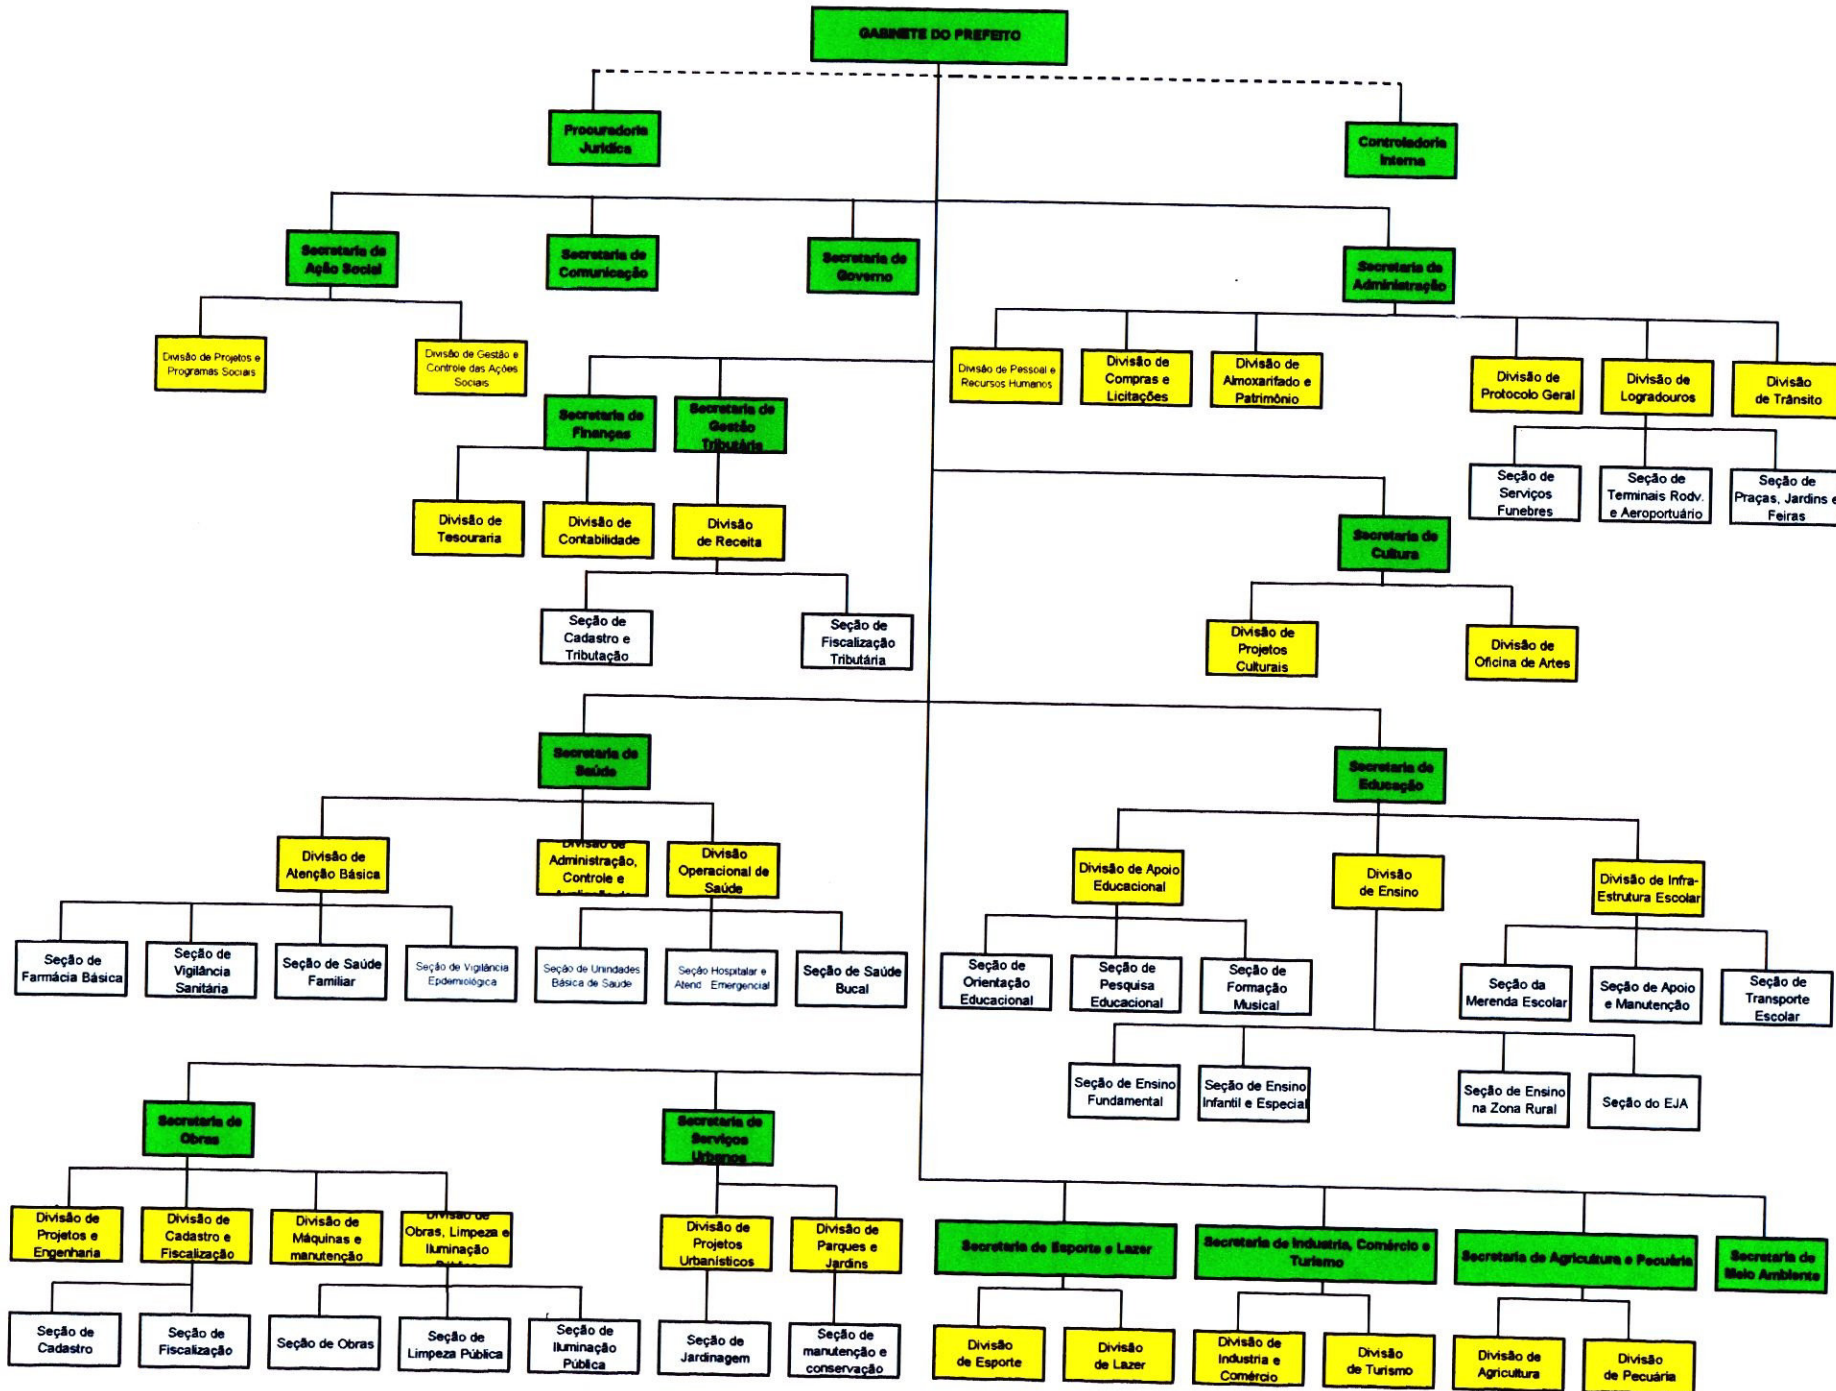 GABINETE DO PREFEITO
Procuradoria
Jurídica
Controladoria
Interna
Secretaria de
Ação Social
Secretaria de
Comunicação
Secretaria de
Governo
Secretaria de
Administração
Divisão de Projetos e
Programas Sociais
Divisão de Gestão e
Controle das Ações
Sociais
Divisão de Pessoal e
Recursos Humanos
Divisão de
Compras e
Licitações
Divisão de
Almoxarifado e
Patrimônio
Divisão de
Protocolo Geral
Divisão de
Logradouros
Divisão
de Trânsito
Secretaria de
Finanças
Secretaria de
Gestão
Tributária
Seção de
Serviços
Funebres
Seção de
Terminais Rodv.
e Aeroportuário
Seção de
Praças, Jardins e
Feiras
Divisão de
Tesouraria
Divisão de
Contabilidade
Divisão
de Receita
Secretaria de
Cultura
Seção de
Cadastro e
Tributação
Seção de
Fiscalização
Tributária
Divisão de
Projetos
Culturais
Divisão de
Oficina de Artes
Secretaria de
Saúde
Secretaria de
Educação
Divisão de
Atenção Básica
Divisão de
Administração,
Controle e
Divisão
Operacional de
Saúde
Divisão de Apoio
Educacional
Divisão
de Ensino
Divisão de Infra-
Estrutura Escolar
Seção de
Farmácia Básica
Seção de
Vigilância
Sanitária
Seção de Saúde
Familiar
Seção de Vigilância
Epidemiológica
Seção de Unindades
Básica de Saude
Seção Hospitalar e
Atend. Emergencial
Seção de Saúde
Bucal
Seção de
Orientação
Educacional
Seção de
Pesquisa
Educacional
Seção de
Formação
Musical
Seção da
Merenda Escolar
Seção de Apoio
e Manutenção
Seção de
Transporte
Escolar
Seção de Ensino
Fundamental
Seção de Ensino
Infantil e Especial
Seção de Ensino
na Zona Rural
Seção do EJA
Secretaria de
Obras
Secretaria de
Serviços
Urbanos
Divisão de
Projetos e
Engenharia
Divisão de
Cadastro e
Fiscalização
Divisão de
Máquinas e
manutenção
Divisão de
Obras, Limpeza e
Iluminação
Divisão de
Projetos
Urbanísticos
Divisão de
Parques e
Jardins
Secretaria de Esporte e Lazer
Secretaria de Industria, Comércio e
Turismo
Secretaria de Agricultura e Pecuária
Secretaria de
Meio Ambiente
Seção de
Cadastro
Seção de
Fiscalização
Seção de Obras
Seção de
Limpeza Pública
Seção de
Iluminação
Pública
Seção de
Jardinagem
Seção de
manutenção e
conservação
Divisão
de Esporte
Divisão
de Lazer
Divisão de
Industria e
Comércio
Divisão
de Turismo
Divisão de
Agricultura
Divisão
de Pecuária